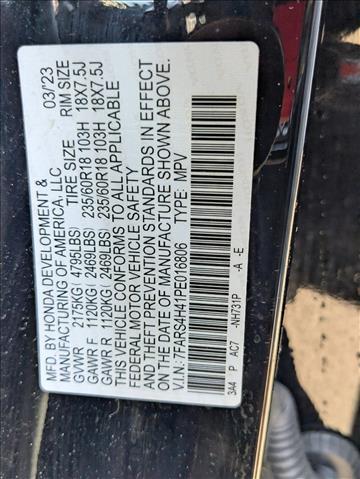 MFD. BY HONDA DEVELOPMENT & 03/23
MANUFACTURING OF AMERICA, LLC
GVWR 2175KG( 4795LBS) TIRE SIZE RIM SIZE
GAWR F 1120KG( 2469LBS) 235/60R18 103H 18X7.5J
GAWR R 1120KG( 2469LBS) 235/60R18 103H 18X7.5J
THIS VEHICLE CONFORMS TO ALL APPLICABLE
FEDERAL MOTOR VEHICLE SAFETY, BUMPER,
AND THEFT PREVENTION STANDARDS IN EFFECT ON
THE DATE OF MANUFACTURE SHOWN ABOVE.
V.I.N.: 7FARS4H41PE016806 TYPE: MPV
3A4 P AC7 -NH731P -A -E